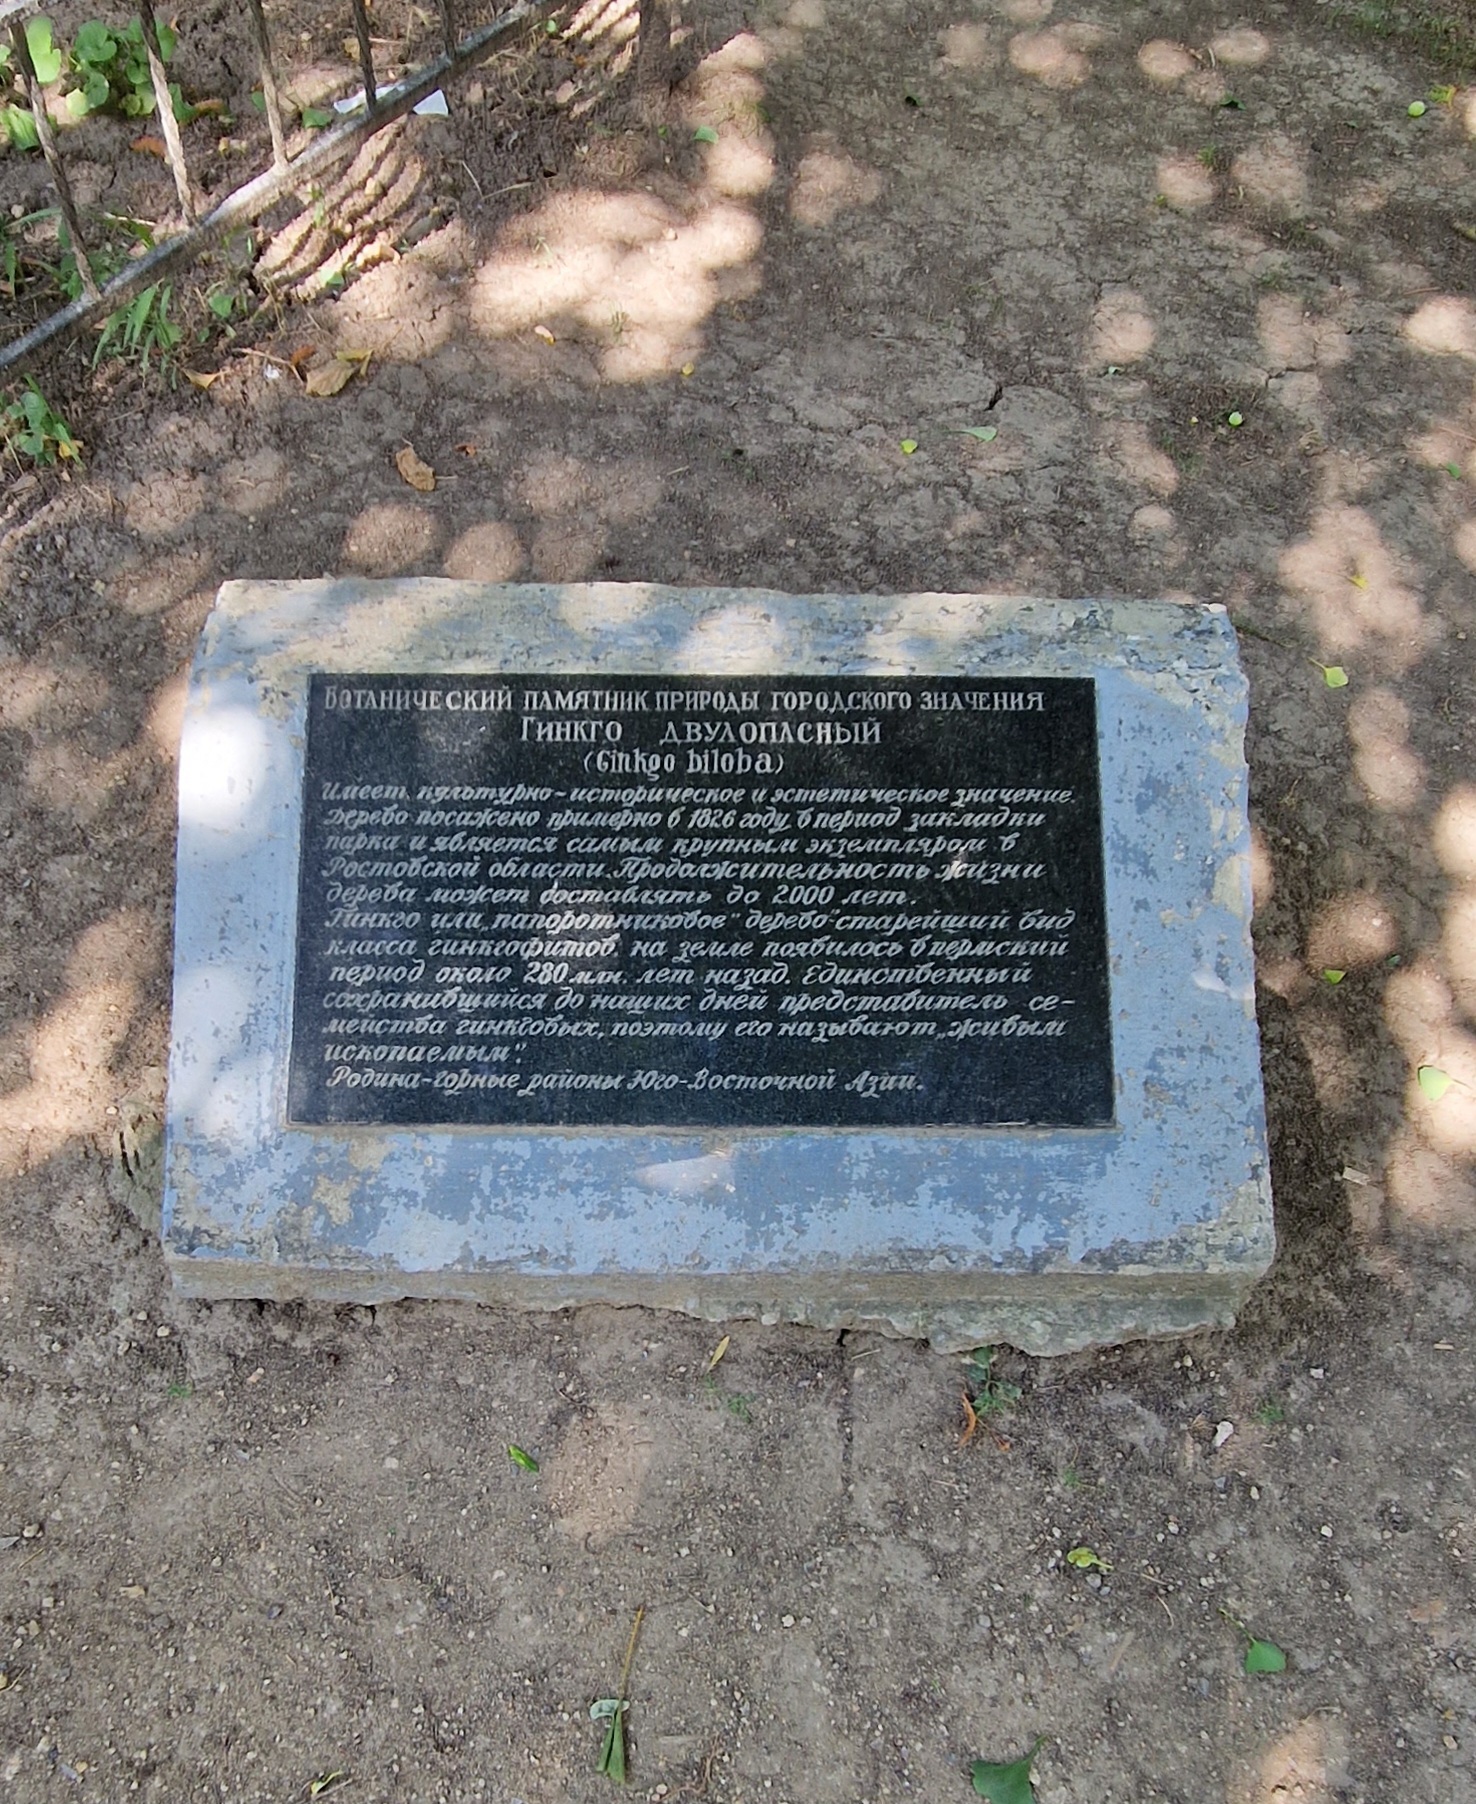 БОТАНИЧЕСКИЙ ПАМЯТНИК ПРИРОДЫ ГОРОДСКОГО ЗНАЧЕНИЯ
ГИНКГО ДВУЛОПАСНЫЙ
(Ginkgo biloba)
Имеет культурно-историческое и эстетическое значение.
Дерево посажено примерно в 1826 году в период закладки
парка и является самым крупным экземпляром в
Ростовской области. Продолжительность жизни
дерева может составлять до 2000 лет.
Гинкго или „папоротниковое" дерево-старейший вид
класса гинкгофитов, на земле появилось в пермский
период около 280 млн. лет назад. Единственный
сохранившийся до наших дней представитель се-
мейства гинкговых, поэтому его называют „живым
ископаемым".
Родина-горные районы Юго-Восточной Азии.